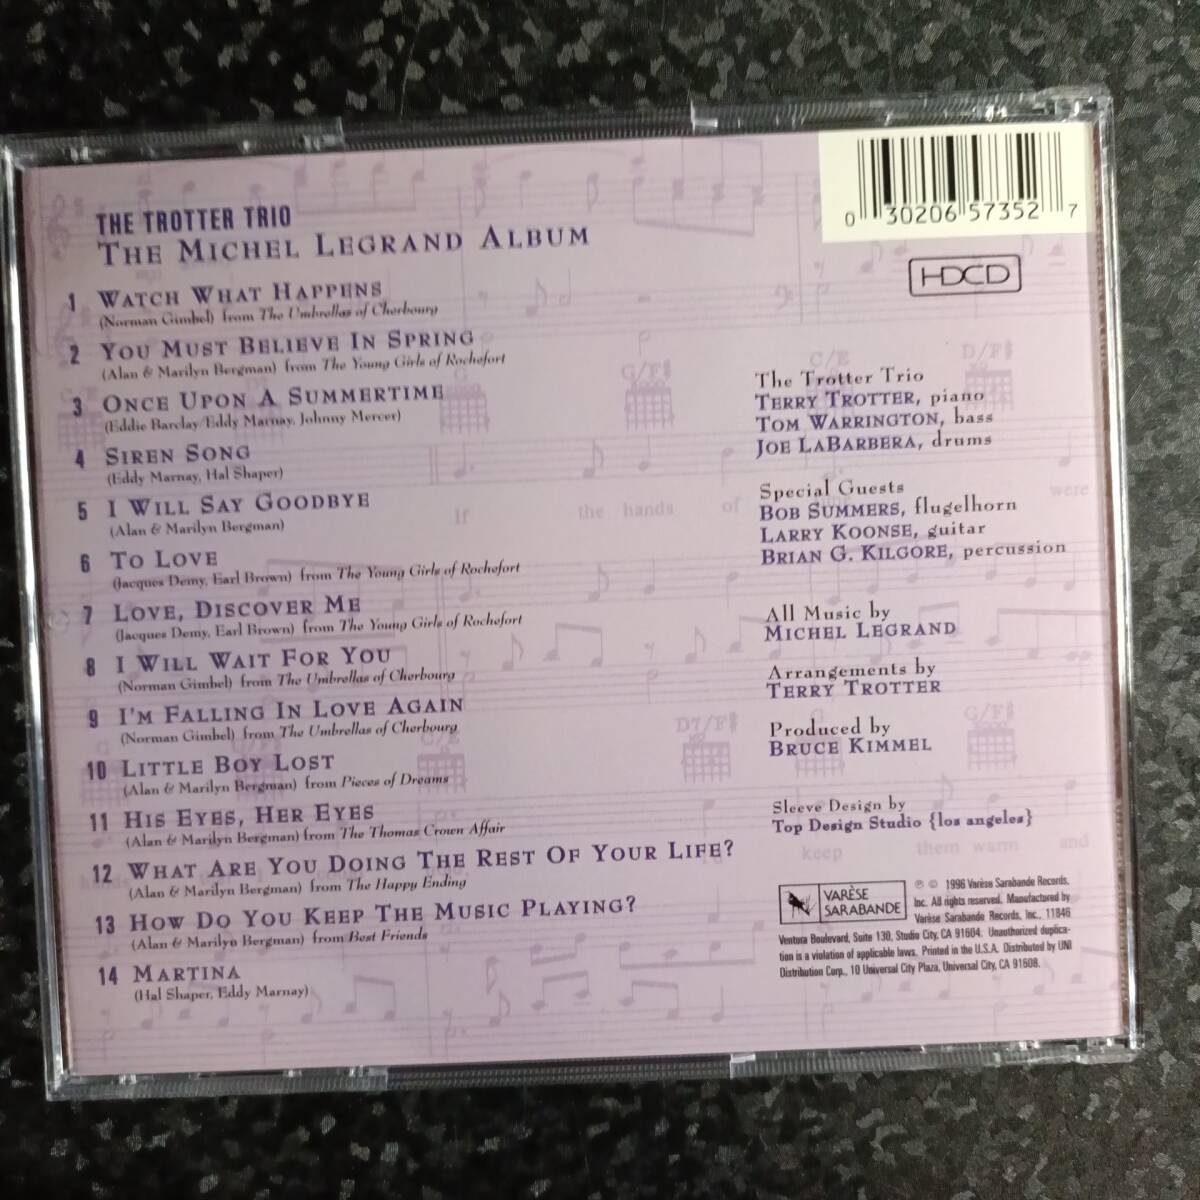 THE TROTTER TRIO
THE MICHEL LEGRAND ALBUM
1 WATCH WHAT HAPPENS
(Norman Gimbel) from The Umbrellas of Cherbourg
2 YOU MUST BELIEVE IN SPRING
(Alan & Marilyn Bergman) from The Young Girls of Rochefort
3 ONCE UPON A SUMMERTIME
(Eddie Barclay/Eddy Marnay, Johnny Mercer)
4 SIREN SONG
(Eddy Marnay, Hal Shaper)
5 I WILL SAY GOODBYE
(Alan & Marilyn Bergman)
6 TO LOVE
(Jacques Demy, Earl Brown) from The Young Girls of Rochefort
7 LOVE, DISCOVER ME
(Jacques Demy, Earl Brown) from The Young Girls of Rochefort
8 I WILL WAIT FOR YOU
(Norman Gimbel) from The Umbrellas of Cherbourg
9 I'M FALLING IN LOVE AGAIN
(Norman Gimbel) from The Umbrellas of Cherbourg
10 LITTLE BOY LOST
(Alan & Marilyn Bergman) from Pieces of Dreams
11 HIS EYES, HER EYES
(Alan & Marilyn Bergman) from The Thomas Crown Affair
12 WHAT ARE YOU DOING THE REST OF YOUR LIFE?
(Alan & Marilyn Bergman) from The Happy Ending
13 HOW DO YOU KEEP THE MUSIC PLAYING?
(Alan & Marilyn Bergman) from Best Friends
14 MARTINA
(Hal Shaper, Eddy Marnay)
0 30206 57352 7
HDCD
The Trotter Trio
TERRY TROTTER, piano
TOM WARRINGTON, bass
JOE LABARBERA, drums
Special Guests
BOB SUMMERS, flugelhorn
LARRY KOONSE, guitar
BRIAN G. KILGORE, percussion
All Music by
MICHEL LEGRAND
Arrangements by
TERRY TROTTER
Produced by
BRUCE KIMMEL
Sleeve Design by
Top Design Studio {los angeles}
VARÈSE
SARABANDE
℗ © 1996 Varèse Sarabande Records,
Inc. All rights reserved. Manufactured by
Varèse Sarabande Records, Inc., 11846
Ventura Boulevard, Suite 130, Studio City, CA 91604. Unauthorized duplica-
tion is a violation of applicable laws. Printed in the U.S.A. Distributed by UNI
Distribution Corp., 10 Universal City Plaza, Universal City, CA 91608.
G/F#
C/E
D/F#
If the hands of were
D7/F#
G/F#
keep them warm and